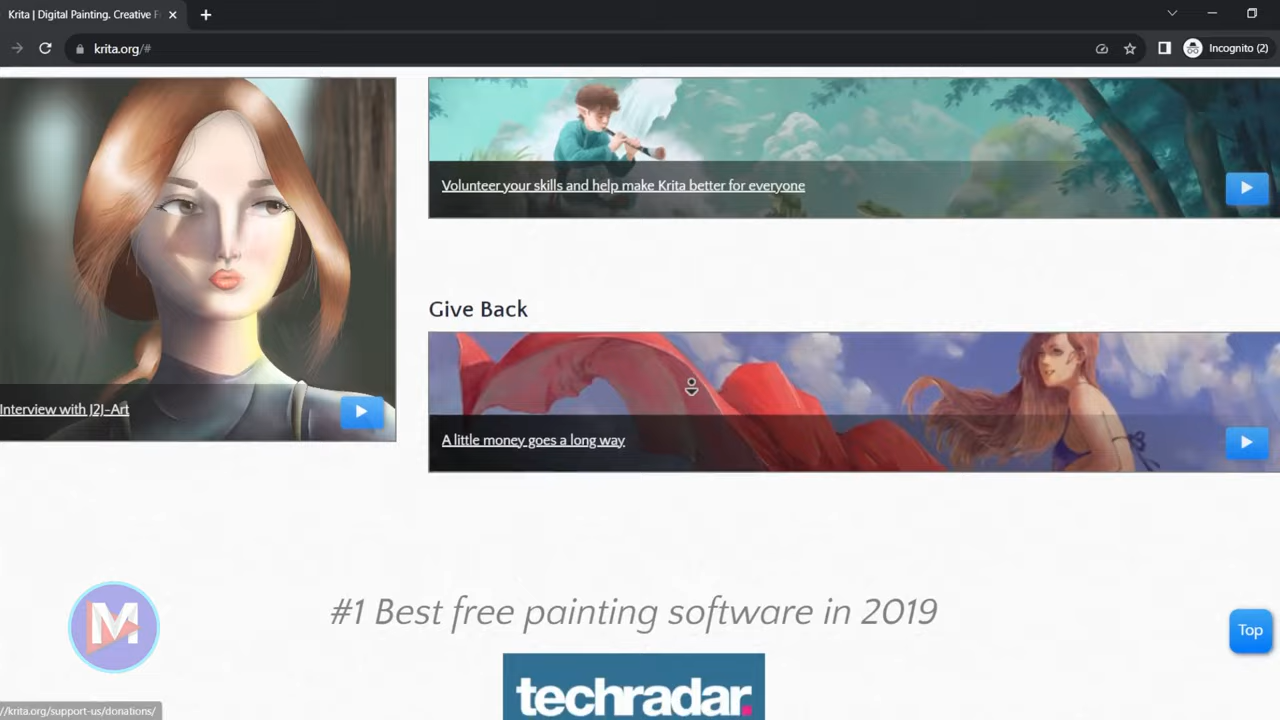 Krita | Digital Painting. Creative F
krita.org/#
Incognito (2)
Volunteer your skills and help make Krita better for everyone
Give Back
Interview with J2J-Art
A little money goes a long way
#1 Best free painting software in 2019
M
Top
techradar.
//krita.org/support-us/donations/